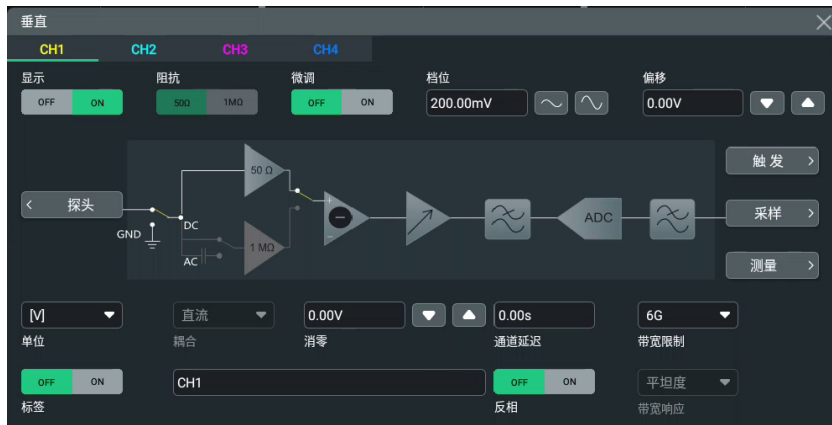 垂直
CH1 CH2 CH3 CH4
显示 阻抗 微调 档位 偏移
OFF ON 50Ω 1MΩ OFF ON 200.00mV 0.00V
触发
50 Ω
探头 采样
GND DC + - ADC
1 MΩ
AC 测量
[V] 直流 0.00V 0.00s 6G
单位 耦合 消零 通道延迟 带宽限制
OFF ON CH1 OFF ON 平坦度
标签 反相 带宽响应